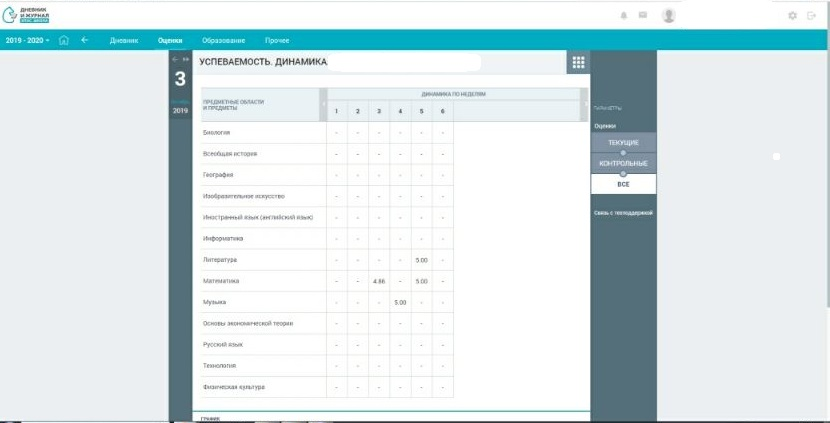 ДНЕВНИК
И ЖУРНАЛ
2019 - 2020
Дневник Оценки Образование Прочее
3
2019
УСПЕВАЕМОСТЬ. ДИНАМИКА
ПРЕДМЕТНЫЕ ОБЛАСТИ
И ПРЕДМЕТЫ
ДИНАМИКА ПО НЕДЕЛЯМ
1 2 3 4 5 6
Биология - - - - - -
Всеобщая история - - - - - -
География - - - - - -
Изобразительное искусство - - - - - -
Иностранный язык (английский язык) - - - - - -
Информатика - - - - - -
Литература - - - - 5.00 -
Математика - - 4.86 - 5.00 -
Музыка - - - 5.00 - -
Основы экономической теории - - - - - -
Русский язык - - - - - -
Технология - - - - - -
Физическая культура - - - - - -
ГРАФИК
ПАРАМЕТРЫ
Оценки
ТЕКУЩИЕ
КОНТРОЛЬНЫЕ
ВСЕ
Связь с техподдержкой